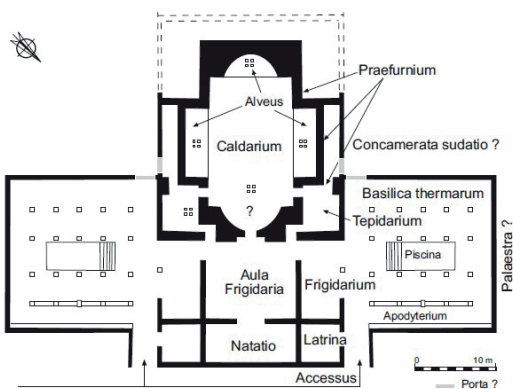 Praefurnium
Alveus
Caldarium
Concamerata sudatio ?
?
Basilica thermarum
Tepidarium
Piscina
Palaestra ?
Aula
Frigidaria
Frigidarium
Apodyterium
Natatio
Latrina
Accessus
0 10 m
Porta ?